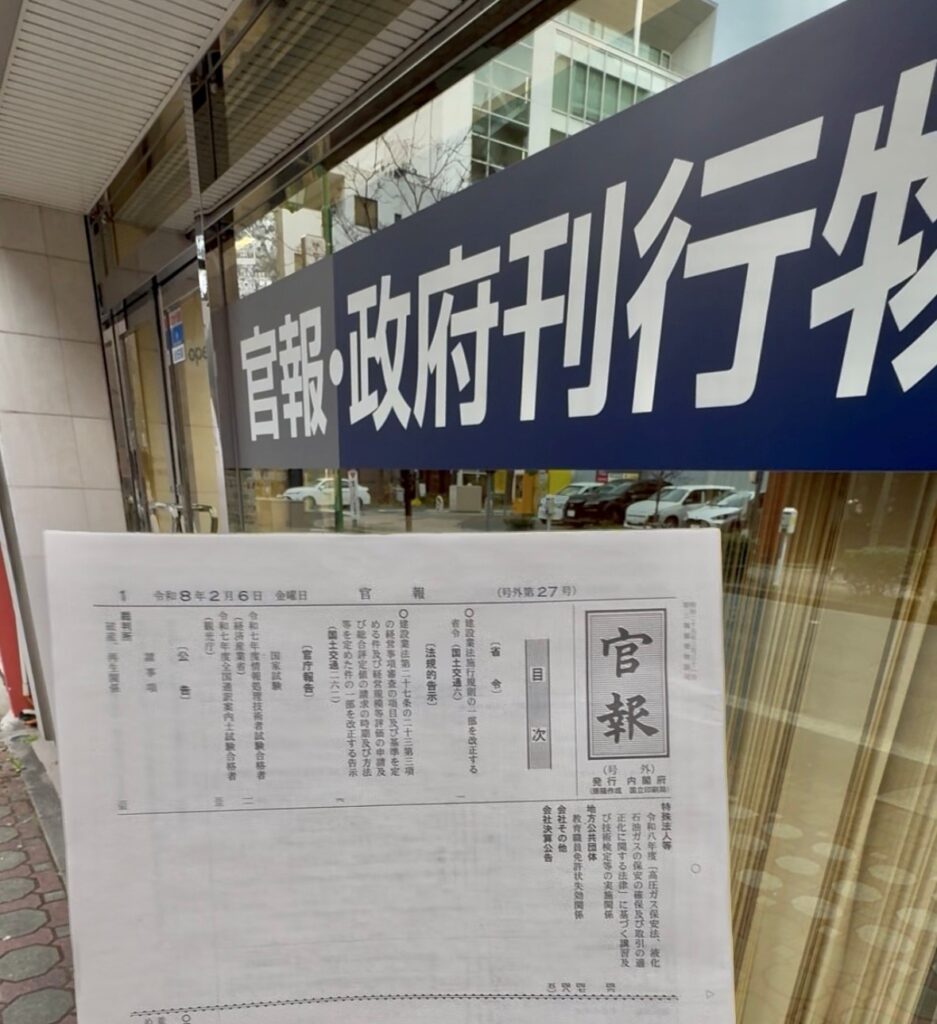 官報・政府刊行物
ope
1 令和8年2月6日 金曜日 官報 (号外第27号)
官報
(号外)
発行 内閣府
(原稿作成 国立印刷局)
目次
〔省令〕
○建設業法施行規則の一部を改正する
省令(国土交通六)
〔法規的告示〕
○建設業法第二十七条の二十三第三項
の経営事項審査の項目及び基準を定
める件及び経営規模等評価の申請及
び総合評定値の請求の時期及び方法
等を定めた件の一部を改正する告示
(国土交通一六二)
〔官庁報告〕
国家試験
令和七年度情報処理技術者試験合格者
(経済産業省)
令和七年度全国通訳案内士試験合格者
(観光庁)
〔公告〕
諸事項
裁判所
破産、再生関係
特殊法人等
令和八年度「高圧ガス保安法、液化
石油ガスの保安の確保及び取引の適
正化に関する法律」に基づく講習及
び技術検定等の実施関係
地方公共団体
教育職員免許状失効関係
会社その他
会社決算公告